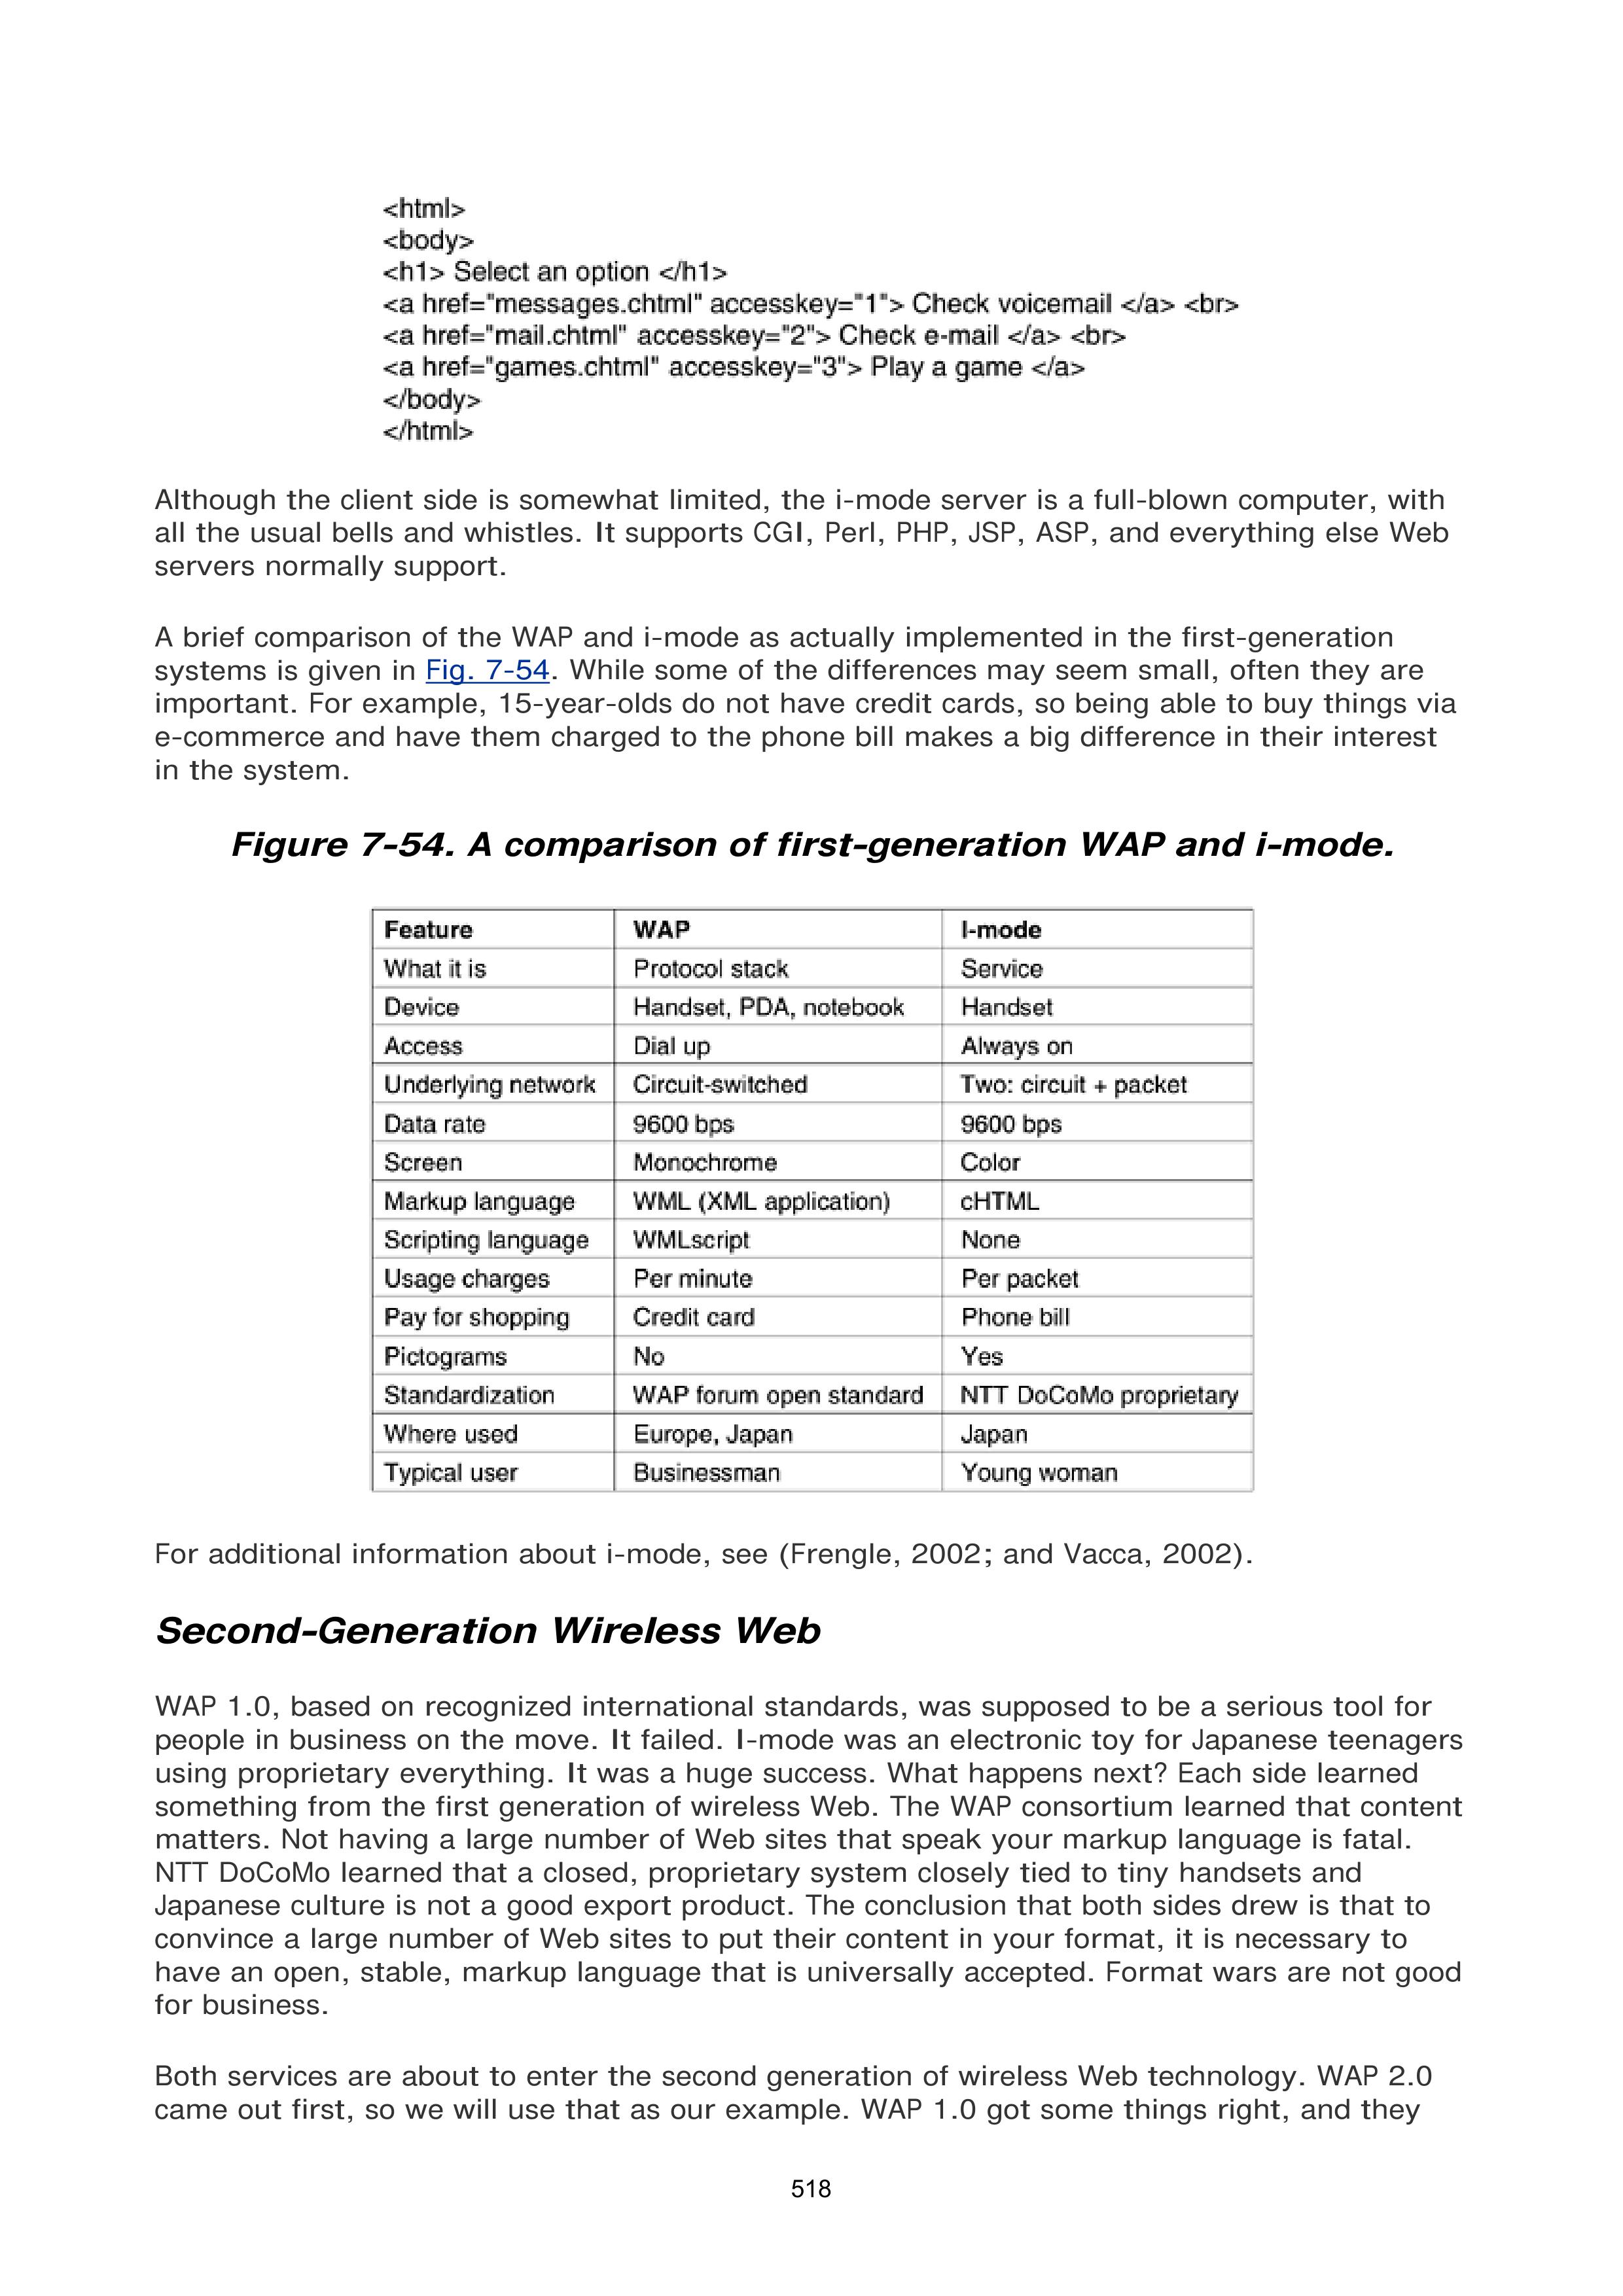 <html>
<body>
<h1> Select an option </h1>
<a href="messages.chtml" accesskey="1"> Check voicemail </a> <br>
<a href="mail.chtml" accesskey="2"> Check e-mail </a> <br>
<a href="games.chtml" accesskey="3"> Play a game </a>
</body>
</html>
Although the client side is somewhat limited, the i-mode server is a full-blown computer, with
all the usual bells and whistles. It supports CGI, Perl, PHP, JSP, ASP, and everything else Web
servers normally support.
A brief comparison of the WAP and i-mode as actually implemented in the first-generation
systems is given in Fig. 7-54. While some of the differences may seem small, often they are
important. For example, 15-year-olds do not have credit cards, so being able to buy things via
e-commerce and have them charged to the phone bill makes a big difference in their interest
in the system.
Figure 7-54. A comparison of first-generation WAP and i-mode.
Feature WAP I-mode
What it is Protocol stack Service
Device Handset, PDA, notebook Handset
Access Dial up Always on
Underlying network Circuit-switched Two: circuit + packet
Data rate 9600 bps 9600 bps
Screen Monochrome Color
Markup language WML (XML application) cHTML
Scripting language WMLscript None
Usage charges Per minute Per packet
Pay for shopping Credit card Phone bill
Pictograms No Yes
Standardization WAP forum open standard NTT DoCoMo proprietary
Where used Europe, Japan Japan
Typical user Businessman Young woman
For additional information about i-mode, see (Frengle, 2002; and Vacca, 2002).
Second-Generation Wireless Web
WAP 1.0, based on recognized international standards, was supposed to be a serious tool for
people in business on the move. It failed. I-mode was an electronic toy for Japanese teenagers
using proprietary everything. It was a huge success. What happens next? Each side learned
something from the first generation of wireless Web. The WAP consortium learned that content
matters. Not having a large number of Web sites that speak your markup language is fatal.
NTT DoCoMo learned that a closed, proprietary system closely tied to tiny handsets and
Japanese culture is not a good export product. The conclusion that both sides drew is that to
convince a large number of Web sites to put their content in your format, it is necessary to
have an open, stable, markup language that is universally accepted. Format wars are not good
for business.
Both services are about to enter the second generation of wireless Web technology. WAP 2.0
came out first, so we will use that as our example. WAP 1.0 got some things right, and they
518